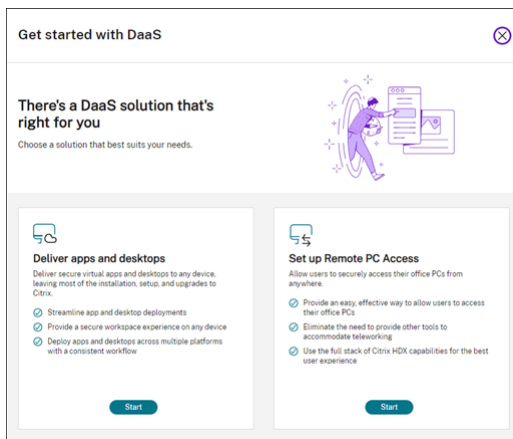 Get started with DaaS
There's a DaaS solution that's
right for you
Choose a solution that best suits your needs.
Deliver apps and desktops
Deliver secure virtual apps and desktops to any device,
leaving most of the installation, setup, and upgrades to
Citrix.
Streamline app and desktop deployments
Provide a secure workspace experience on any device
Deploy apps and desktops across multiple platforms
with a consistent workflow
Start
Set up Remote PC Access
Allow users to securely access their office PCs from
anywhere.
Provide an easy, effective way to allow users to access
their office PCs
Eliminate the need to provide other tools to
accommodate teleworking
Use the full stack of Citrix HDX capabilities for the best
user experience
Start